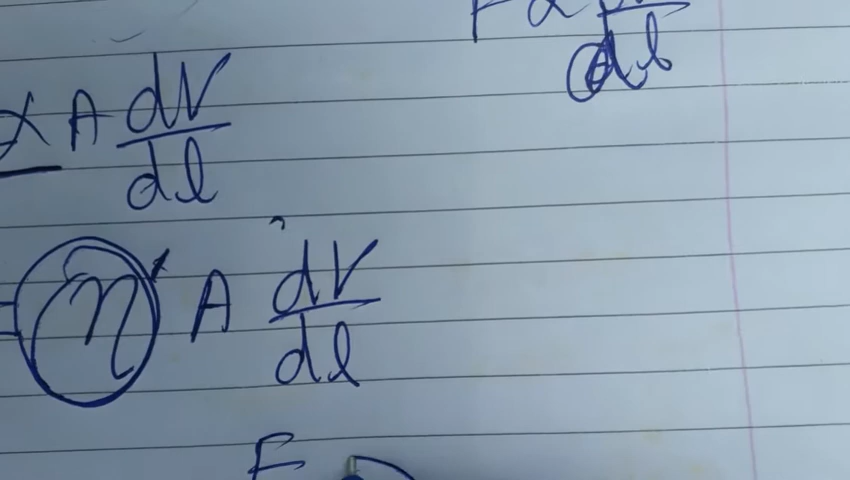 F α dv/dl
α A dV/dl
= η A dV/dl
F